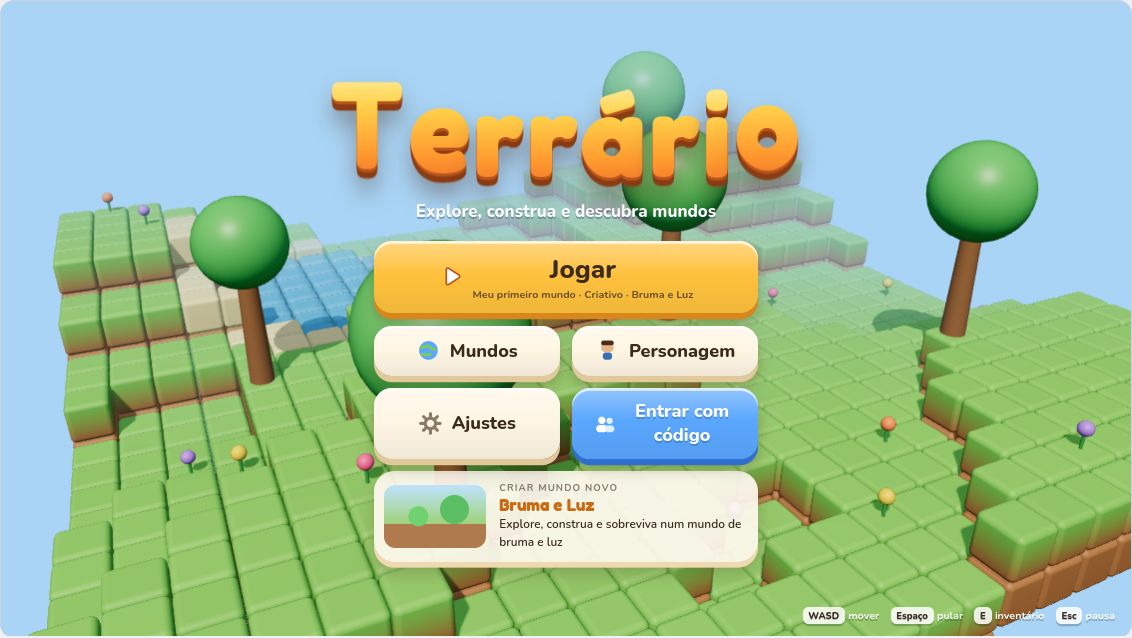 Terrário
Explore, construa e descubra mundos
Jogar
Meu primeiro mundo · Criativo · Bruma e Luz
Mundos
Personagem
Ajustes
Entrar com
código
CRIAR MUNDO NOVO
Bruma e Luz
Explore, construa e sobreviva num mundo de
bruma e luz
WASD mover Espaço pular E inventário Esc pausa